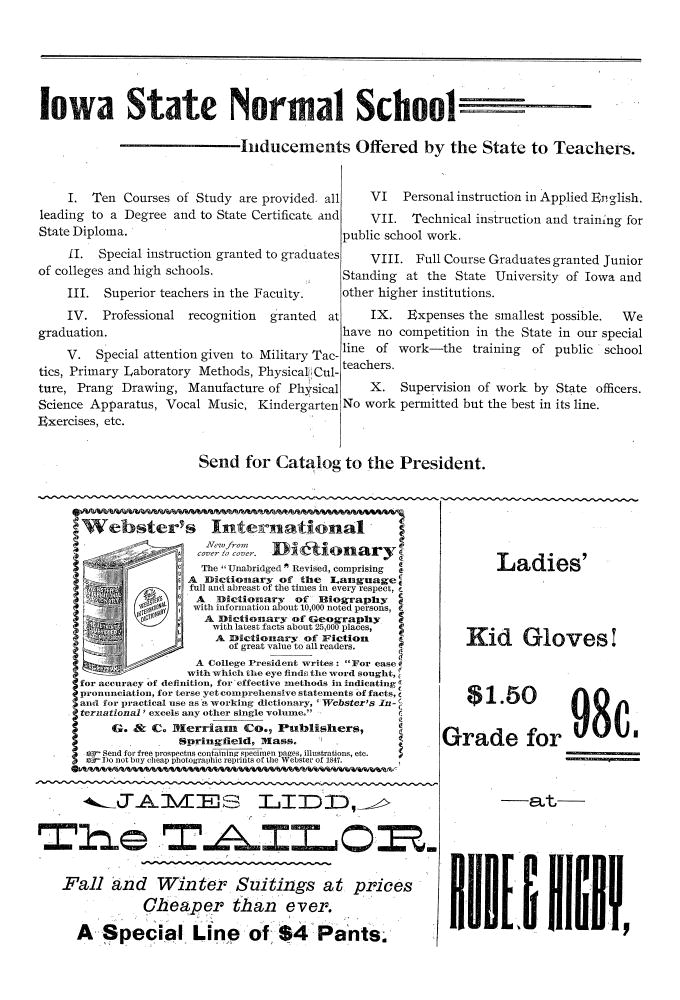 Iowa State Normal School
Inducements Offered by the State to Teachers.
I. Ten Courses of Study are provided all
leading to a Degree and to State Certificate and
State Diploma.
II. Special instruction granted to graduates
of colleges and high schools.
III. Superior teachers in the Faculty.
IV. Professional recognition granted at
graduation.
V. Special attention given to Military Tac-
tics, Primary Laboratory Methods, Physical Cul-
ture, Prang Drawing, Manufacture of Physical
Science Apparatus, Vocal Music, Kindergarten
Exercises, etc.
VI Personal instruction in Applied English.
VII. Technical instruction and training for
public school work.
VIII. Full Course Graduates granted Junior
Standing at the State University of Iowa and
other higher institutions.
IX. Expenses the smallest possible. We
have no competition in the State in our special
line of work—the training of public school
teachers.
X. Supervision of work by State officers.
No work permitted but the best in its line.
Send for Catalog to the President.
Webster's International
New from
cover to cover.
Dictionary
WEBSTER'S
INTERNATIONAL
DICTIONARY
The "Unabridged" Revised, comprising
A Dictionary of the Language
full and abreast of the times in every respect,
A Dictionary of Biography
with information about 10,000 noted persons,
A Dictionary of Geography
with latest facts about 25,000 places,
A Dictionary of Fiction
of great value to all readers.
A College President writes: "For ease
with which the eye finds the word sought,
for accuracy of definition, for effective methods in indicating
pronunciation, for terse yet comprehensive statements of facts,
and for practical use as a working dictionary, 'Webster's In-
ternational' excels any other single volume."
G. & C. Merriam Co., Publishers,
Springfield, Mass.
☞ Send for free prospectus containing specimen pages, illustrations, etc.
☞ Do not buy cheap photographic reprints of the Webster of 1847.
JAMES LIDD,
The TAILOR.
Fall and Winter Suitings at prices
Cheaper than ever.
A Special Line of $4 Pants.
Ladies'
Kid Gloves!
$1.50
Grade for 98c.
—at—
RUDE & HIGBY,